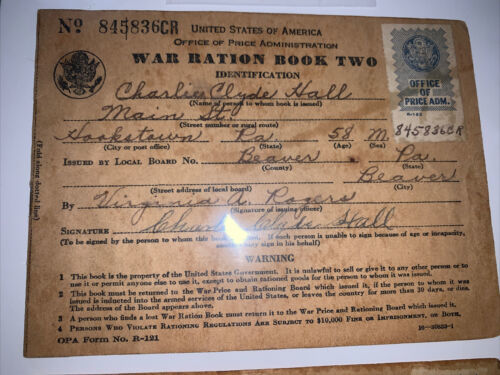 Nº 845836CR UNITED STATES OF AMERICA
OFFICE OF PRICE ADMINISTRATION
WAR RATION BOOK TWO
IDENTIFICATION
OFFICE
OF
PRICE ADM.
R-122
Charlie Clyde Hall
(Name of person to whom book is issued)
Main St.
(Street number or rural route)
Hookstown Pa. 58 M. 845836CR
(City or post office) (State) (Age) (Sex)
ISSUED BY LOCAL BOARD NO. Beaver Pa.
(County) (State)
Beaver
(Street address of local board) (City)
By Virginia A. Rogers
(Signature of issuing officer)
SIGNATURE Clyde Hall
(To be signed by the person to whom this book is issued. If such person is unable to sign because of age or incapacity,
another may sign in his behalf)
WARNING
1 This book is the property of the United States Government. It is unlawful to sell or give it to any other person or to
use it or permit anyone else to use it, except to obtain rationed goods for the person to whom it was issued.
2 This book must be returned to the War Price and Rationing Board which issued it, if the person to whom it was
issued is inducted into the armed services of the United States, or leaves the country for more than 30 days, or dies.
The address of the Board appears above.
3 A person who finds a lost War Ration Book must return it to the War Price and Rationing Board which issued it.
4 PERSONS WHO VIOLATE RATIONING REGULATIONS ARE SUBJECT TO $10,000 FINE OR IMPRISONMENT, OR BOTH.
OPA Form No. R-121 16—30853-1
(Fold along dotted line)